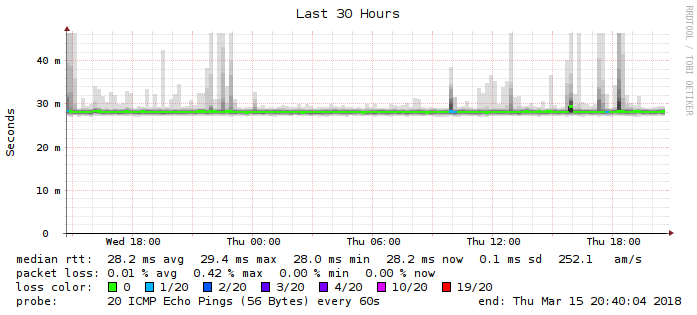 Last 30 Hours
RRDTOOL / TOBI OETIKER
Seconds
40 m
30 m
20 m
10 m
0
Wed 18:00 Thu 00:00 Thu 06:00 Thu 12:00 Thu 18:00
median rtt: 28.2 ms avg 29.4 ms max 28.0 ms min 28.2 ms now 0.1 ms sd 252.1 am/s
packet loss: 0.01 % avg 0.42 % max 0.00 % min 0.00 % now
loss color: 0 1/20 2/20 3/20 4/20 10/20 19/20
probe: 20 ICMP Echo Pings (56 Bytes) every 60s end: Thu Mar 15 20:40:04 2018